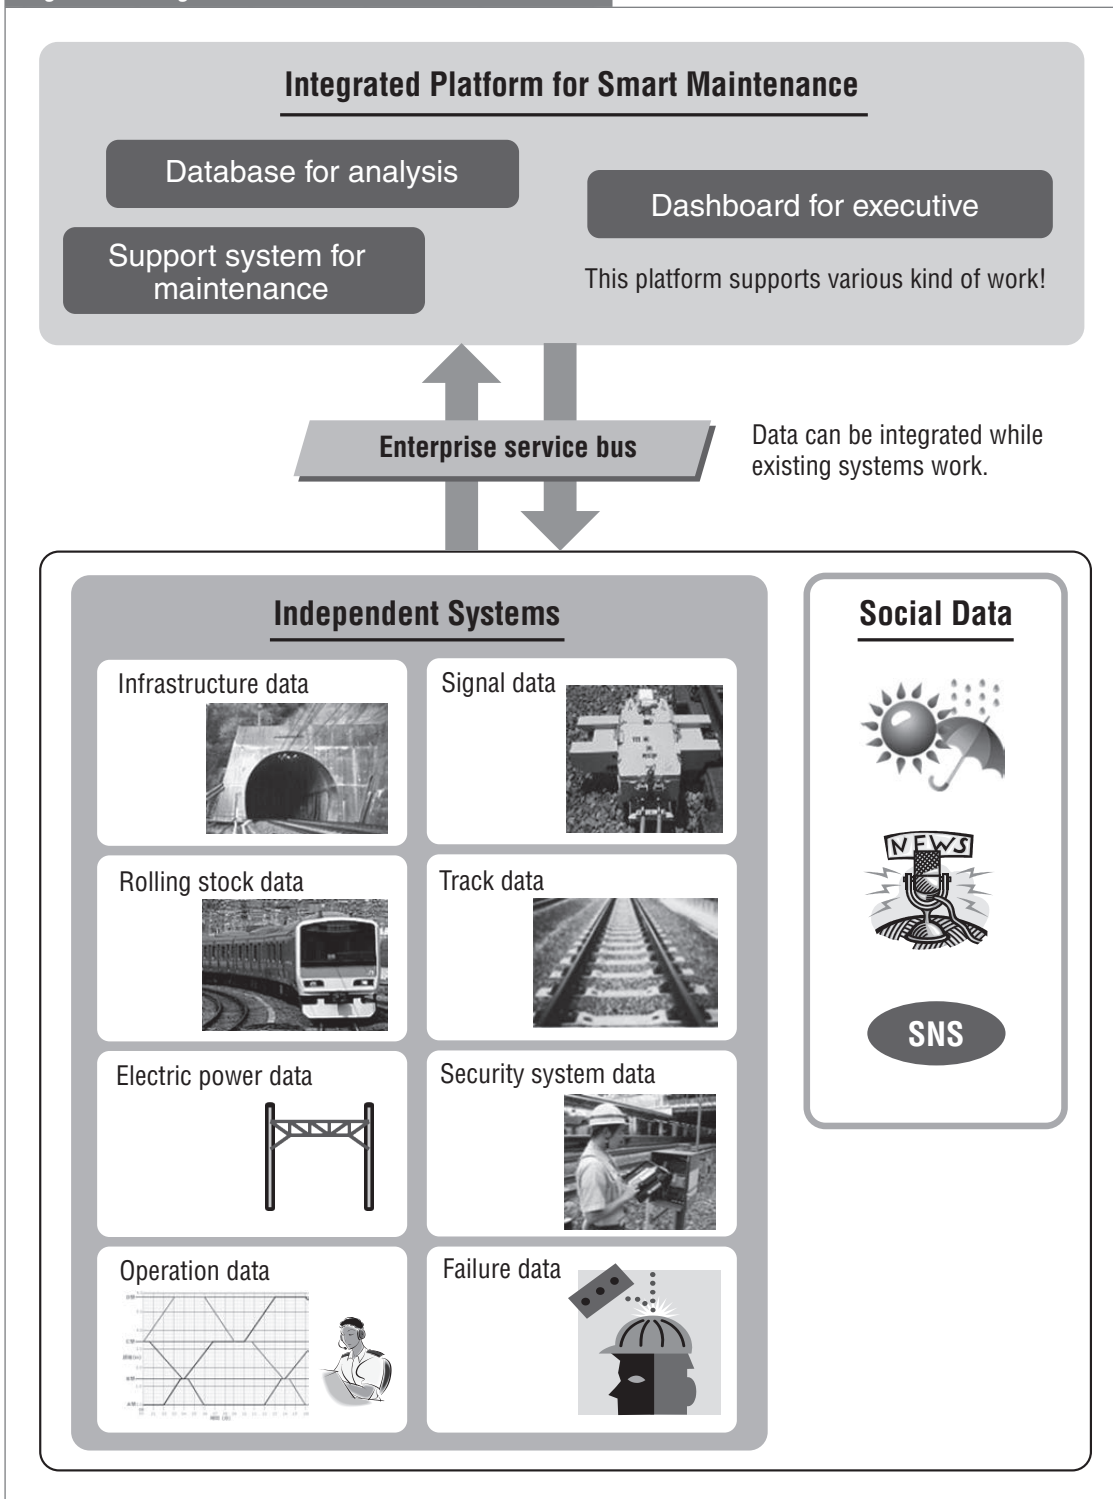 Integrated Platform for Smart Maintenance
Database for analysis
Dashboard for executive
Support system for
maintenance
This platform supports various kind of work!
Enterprise service bus
Data can be integrated while
existing systems work.
Independent Systems
Social Data
Infrastructure data
Signal data
Rolling stock data
Track data
NEWS
SNS
Electric power data
Security system data
Operation data
Failure data